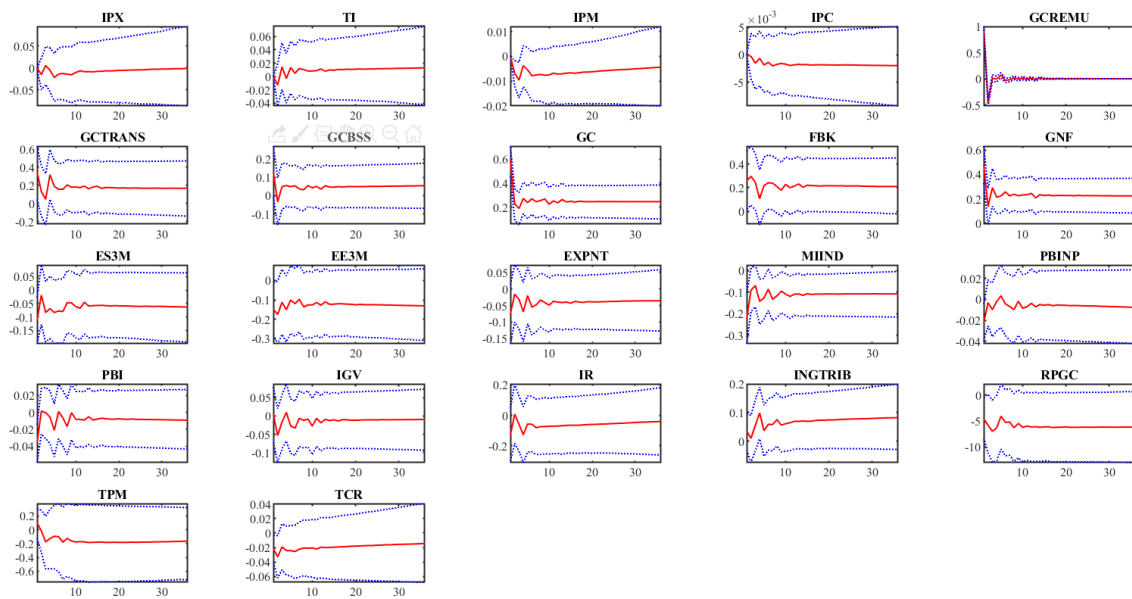 IPX TI IPM IPC GCREMU
0.05 0 -0.05 10 20 30
0.06 0.04 0.02 0 -0.02 -0.04 10 20 30
0.01 0 -0.01 -0.02 10 20 30
×10⁻³ 5 0 -5 10 20 30
1 0.5 0 -0.5 10 20 30
GCTRANS GCBSS GC FBK GNF
0.6 0.4 0.2 0 -0.2 10 20 30
0.2 0.1 0 -0.1 10 20 30
0.6 0.4 0.2 10 20 30
0.4 0.2 0 10 20 30
0.6 0.4 0.2 0 10 20 30
ES3M EE3M EXPNT MIIND PBINP
0.05 0 -0.05 -0.1 -0.15 10 20 30
0 -0.1 -0.2 -0.3 10 20 30
0.05 0 -0.05 -0.1 -0.15 10 20 30
0 -0.1 -0.2 -0.3 10 20 30
0.02 0 -0.02 -0.04 10 20 30
PBI IGV IR INGTRIB RPGC
0.02 0 -0.02 -0.04 10 20 30
0.05 0 -0.05 -0.1 10 20 30
0.2 0 -0.2 10 20 30
0.2 0.1 0 10 20 30
0 -5 -10 10 20 30
TPM TCR
0.2 0 -0.2 -0.4 -0.6 10 20 30
0.04 0.02 0 -0.02 -0.04 -0.06 10 20 30